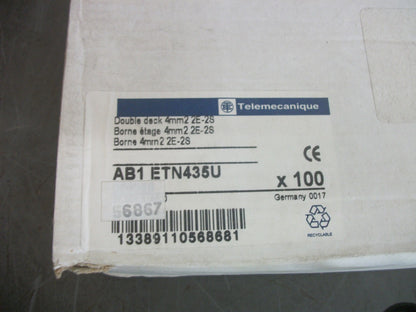 Telemecanique
Double deck 4mm2 2E-2S
Borne étage 4mm2 2E-2S
Borne 4mm2 2E-2S
CE
AB1 ETN435U
x 100
Germany 0017
56867
13389110568681
RECYCLABLE